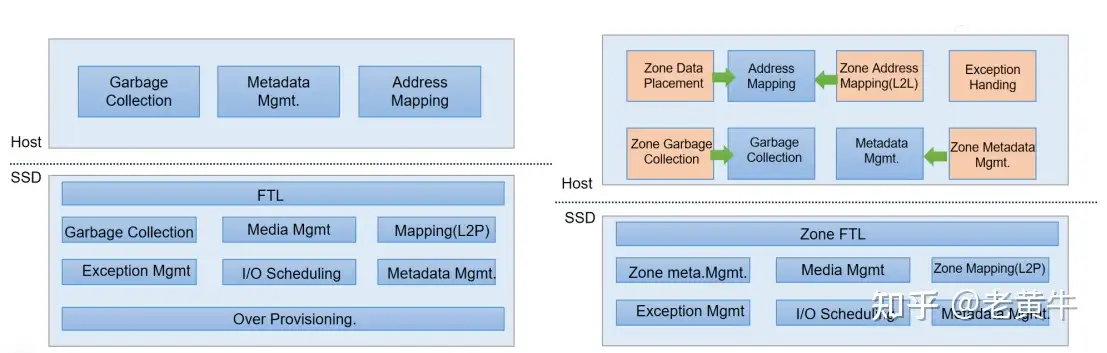 Garbage
Collection
Metadata
Mgmt.
Address
Mapping
Host
SSD
FTL
Garbage Collection
Media Mgmt
Mapping(L2P)
Exception Mgmt
I/O Scheduling
Metadata Mgmt.
Over Provisioning.
Zone Data
Placement
Address
Mapping
Zone Address
Mapping(L2L)
Exception
Handing
Zone Garbage
Collection
Garbage
Collection
Metadata
Mgmt.
Zone Metadata
Mgmt.
Host
SSD
Zone FTL
Zone meta.Mgmt.
Media Mgmt
Zone Mapping(L2P)
Exception Mgmt
I/O Scheduling
Metadata Mgmt.
知乎 @老黄牛